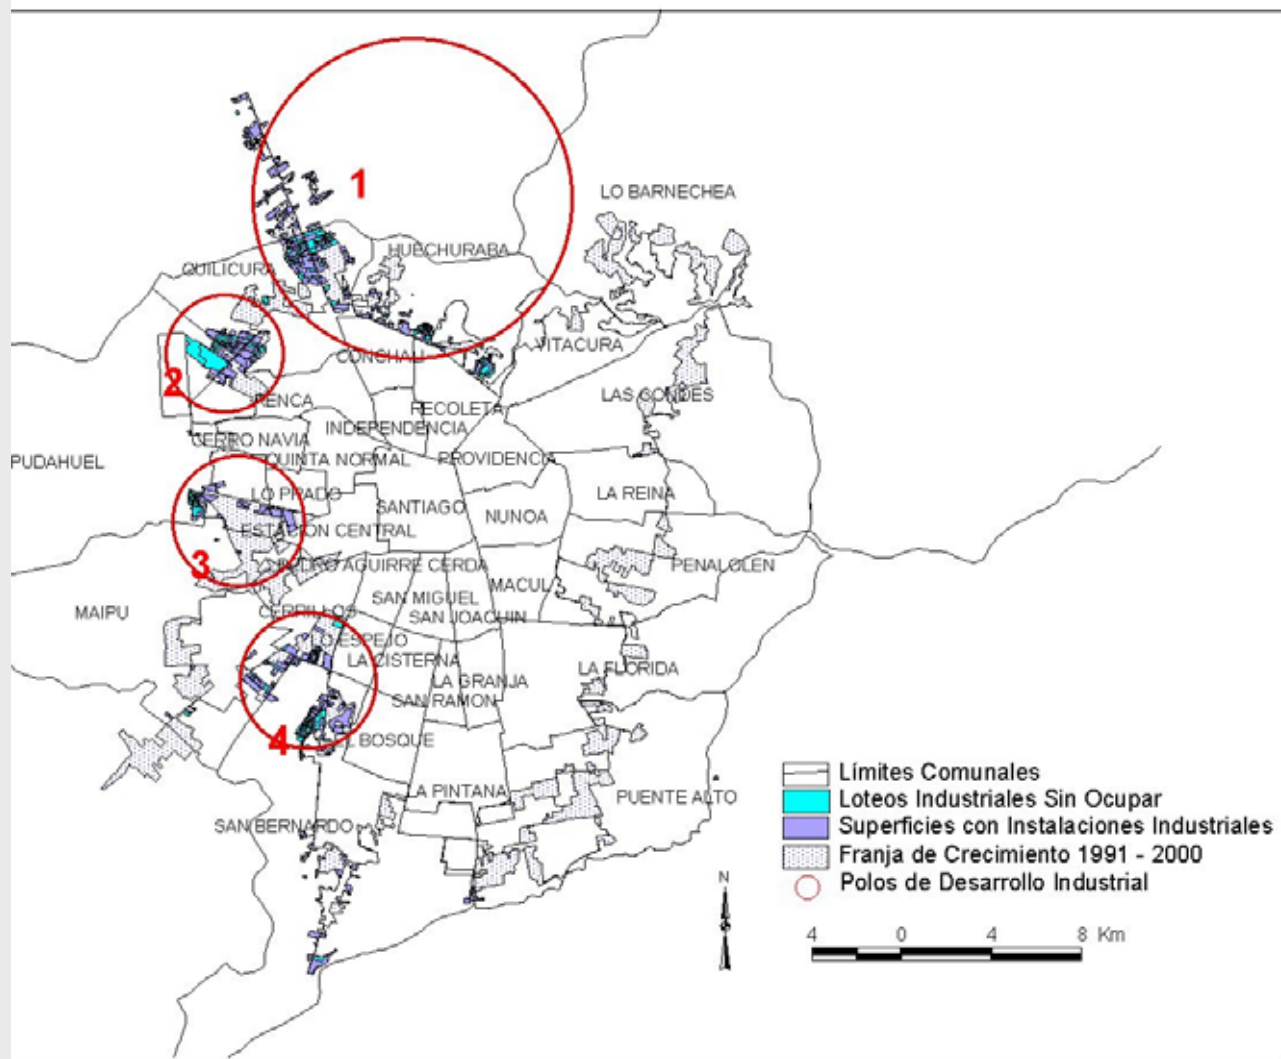 1
LO BARNECHEA
HUECHURABA
QUILICURA
VITACURA
CONCHALI
2
RENCA
LAS CONDES
RECOLETA
INDEPENDENCIA
CERRO NAVIA
PUDAHUEL
QUINTA NORMAL
PROVIDENCIA
LO PRADO
LA REINA
SANTIAGO
NUNOA
ESTACION CENTRAL
3
PEDRO AGUIRRE CERDA
PENALOLEN
MACUL
SAN MIGUEL
MAIPU
CERRILLOS
SAN JOAQUIN
LO ESPEJO
LA CISTERNA
LA FLORIDA
LA GRANJA
SAN RAMON
4
EL BOSQUE
LA PINTANA
PUENTE ALTO
SAN BERNARDO
Límites Comunales
Loteos Industriales Sin Ocupar
Superficies con Instalaciones Industriales
Franja de Crecimiento 1991 - 2000
Polos de Desarrollo Industrial
N
4 0 4 8 Km